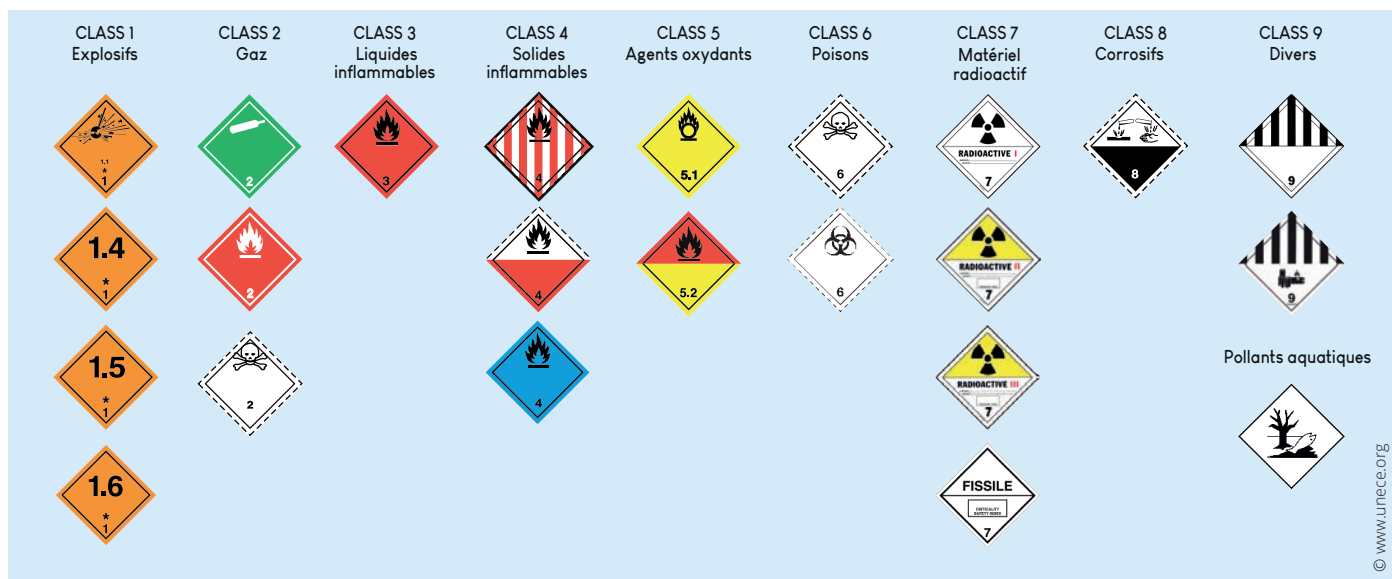 CLASS 1
Explosifs
CLASS 2
Gaz
CLASS 3
Liquides
inflammables
CLASS 4
Solides
inflammables
CLASS 5
Agents oxydants
CLASS 6
Poisons
CLASS 7
Matériel
radioactif
CLASS 8
Corrosifs
CLASS 9
Divers
1.1
*
1
2
3
4
5.1
6
RADIOACTIVE I
7
8
9
1.4
*
1
2
4
5.2
6
RADIOACTIVE II
7
9
1.5
*
1
2
4
RADIOACTIVE III
7
Pollants aquatiques
1.6
*
1
FISSILE
CRITICALITY
SAFETY INDEX
7
© www.unece.org